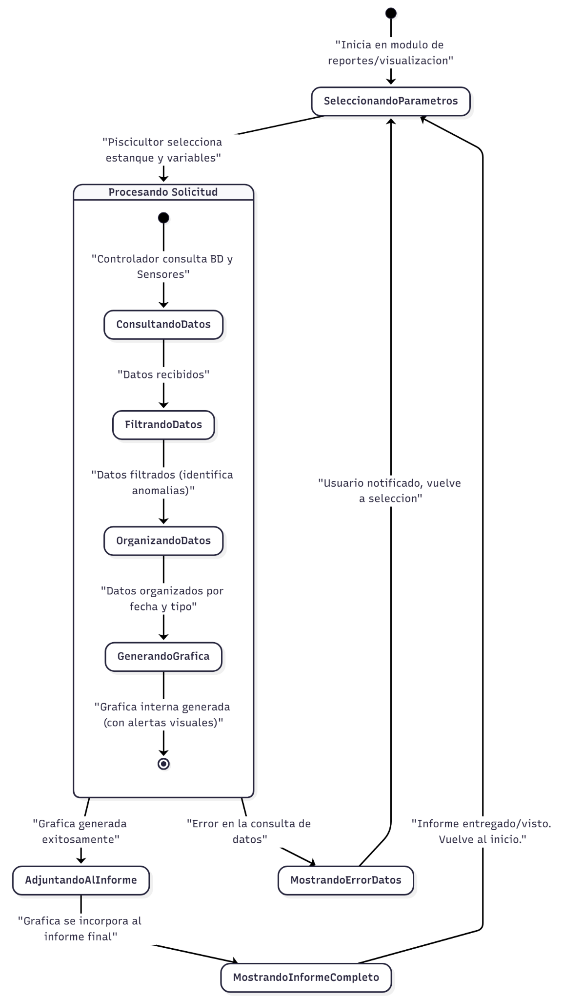 "Inicia en modulo de
reportes/visualizacion"
SeleccionandoParametros
"Piscicultor selecciona
estanque y variables"
Procesando Solicitud
"Controlador consulta BD y
Sensores"
ConsultandoDatos
"Datos recibidos"
FiltrandoDatos
"Datos filtrados (identifica
anomalias)"
"Usuario notificado, vuelve
a seleccion"
OrganizandoDatos
"Datos organizados por
fecha y tipo"
GenerandoGrafica
"Grafica interna generada
(con alertas visuales)"
"Grafica generada
exitosamente"
"Error en la consulta de
datos"
"Informe entregado/visto.
Vuelve al inicio."
AdjuntandoAlInforme
MostrandoErrorDatos
"Grafica se incorpora al
informe final"
MostrandoInformeCompleto